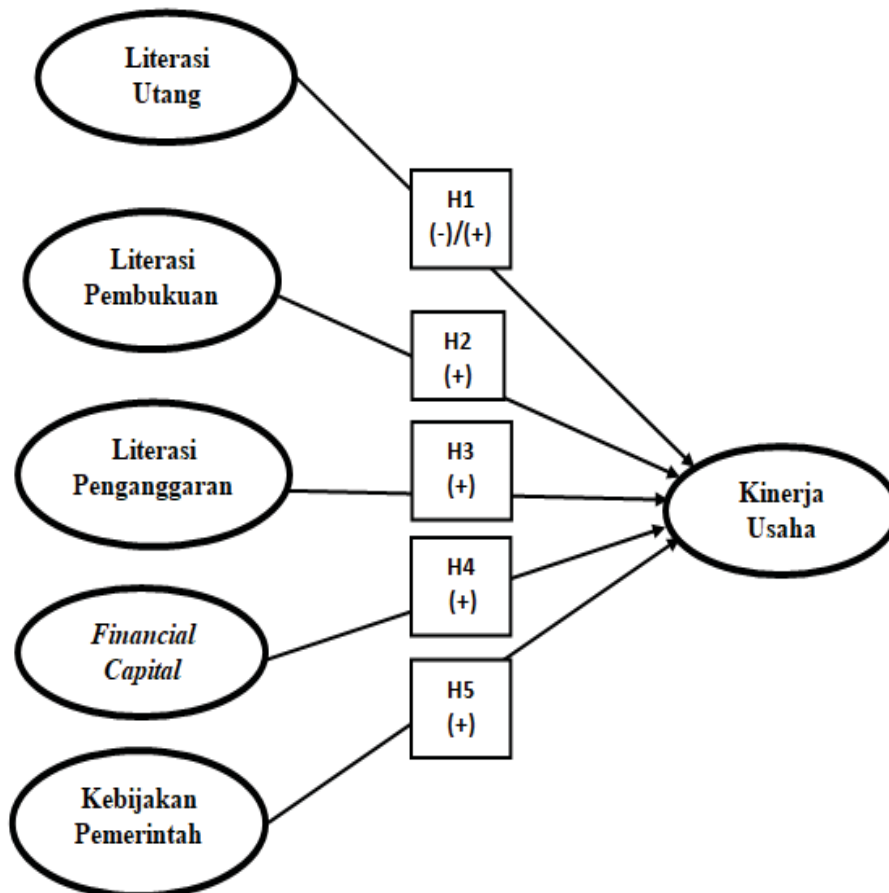 Literasi
Utang
H1
(-)/(+)
Literasi
Pembukuan
H2
(+)
Literasi
Penganggaran
H3
(+)
Kinerja
Usaha
Financial
Capital
H4
(+)
Kebijakan
Pemerintah
H5
(+)